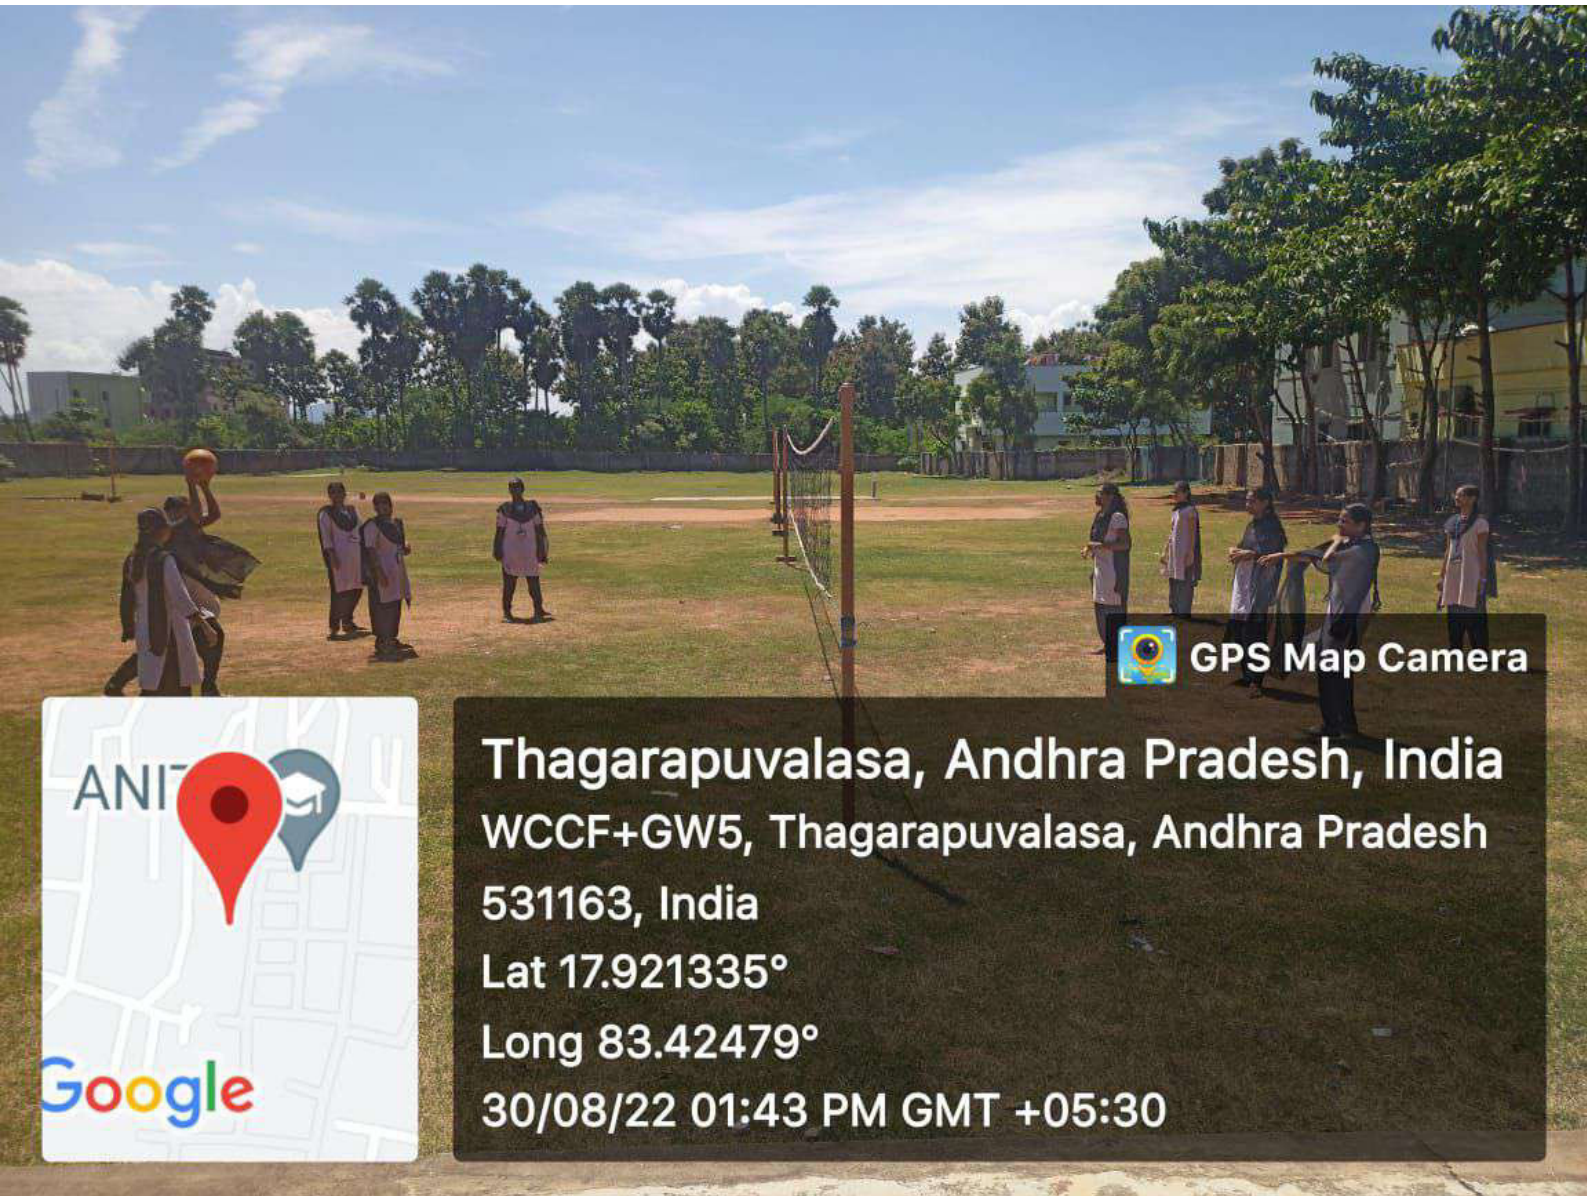 GPS Map Camera
Thagarapuvalasa, Andhra Pradesh, India
WCCF+GW5, Thagarapuvalasa, Andhra Pradesh
531163, India
Lat 17.921335°
Long 83.42479°
30/08/22 01:43 PM GMT +05:30
ANIT
Google